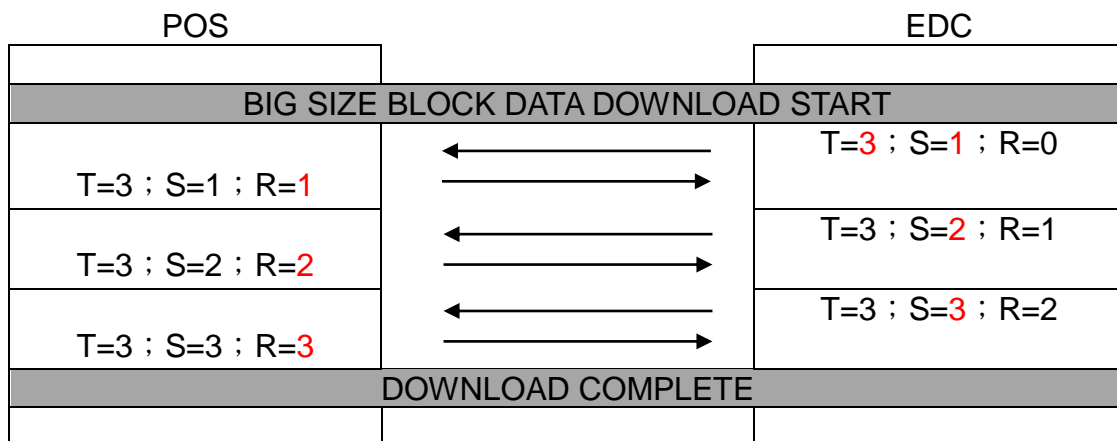 POS EDC
BIG SIZE BLOCK DATA DOWNLOAD START
T=3；S=1；R=0
T=3；S=1；R=1
T=3；S=2；R=1
T=3；S=2；R=2
T=3；S=3；R=2
T=3；S=3；R=3
DOWNLOAD COMPLETE